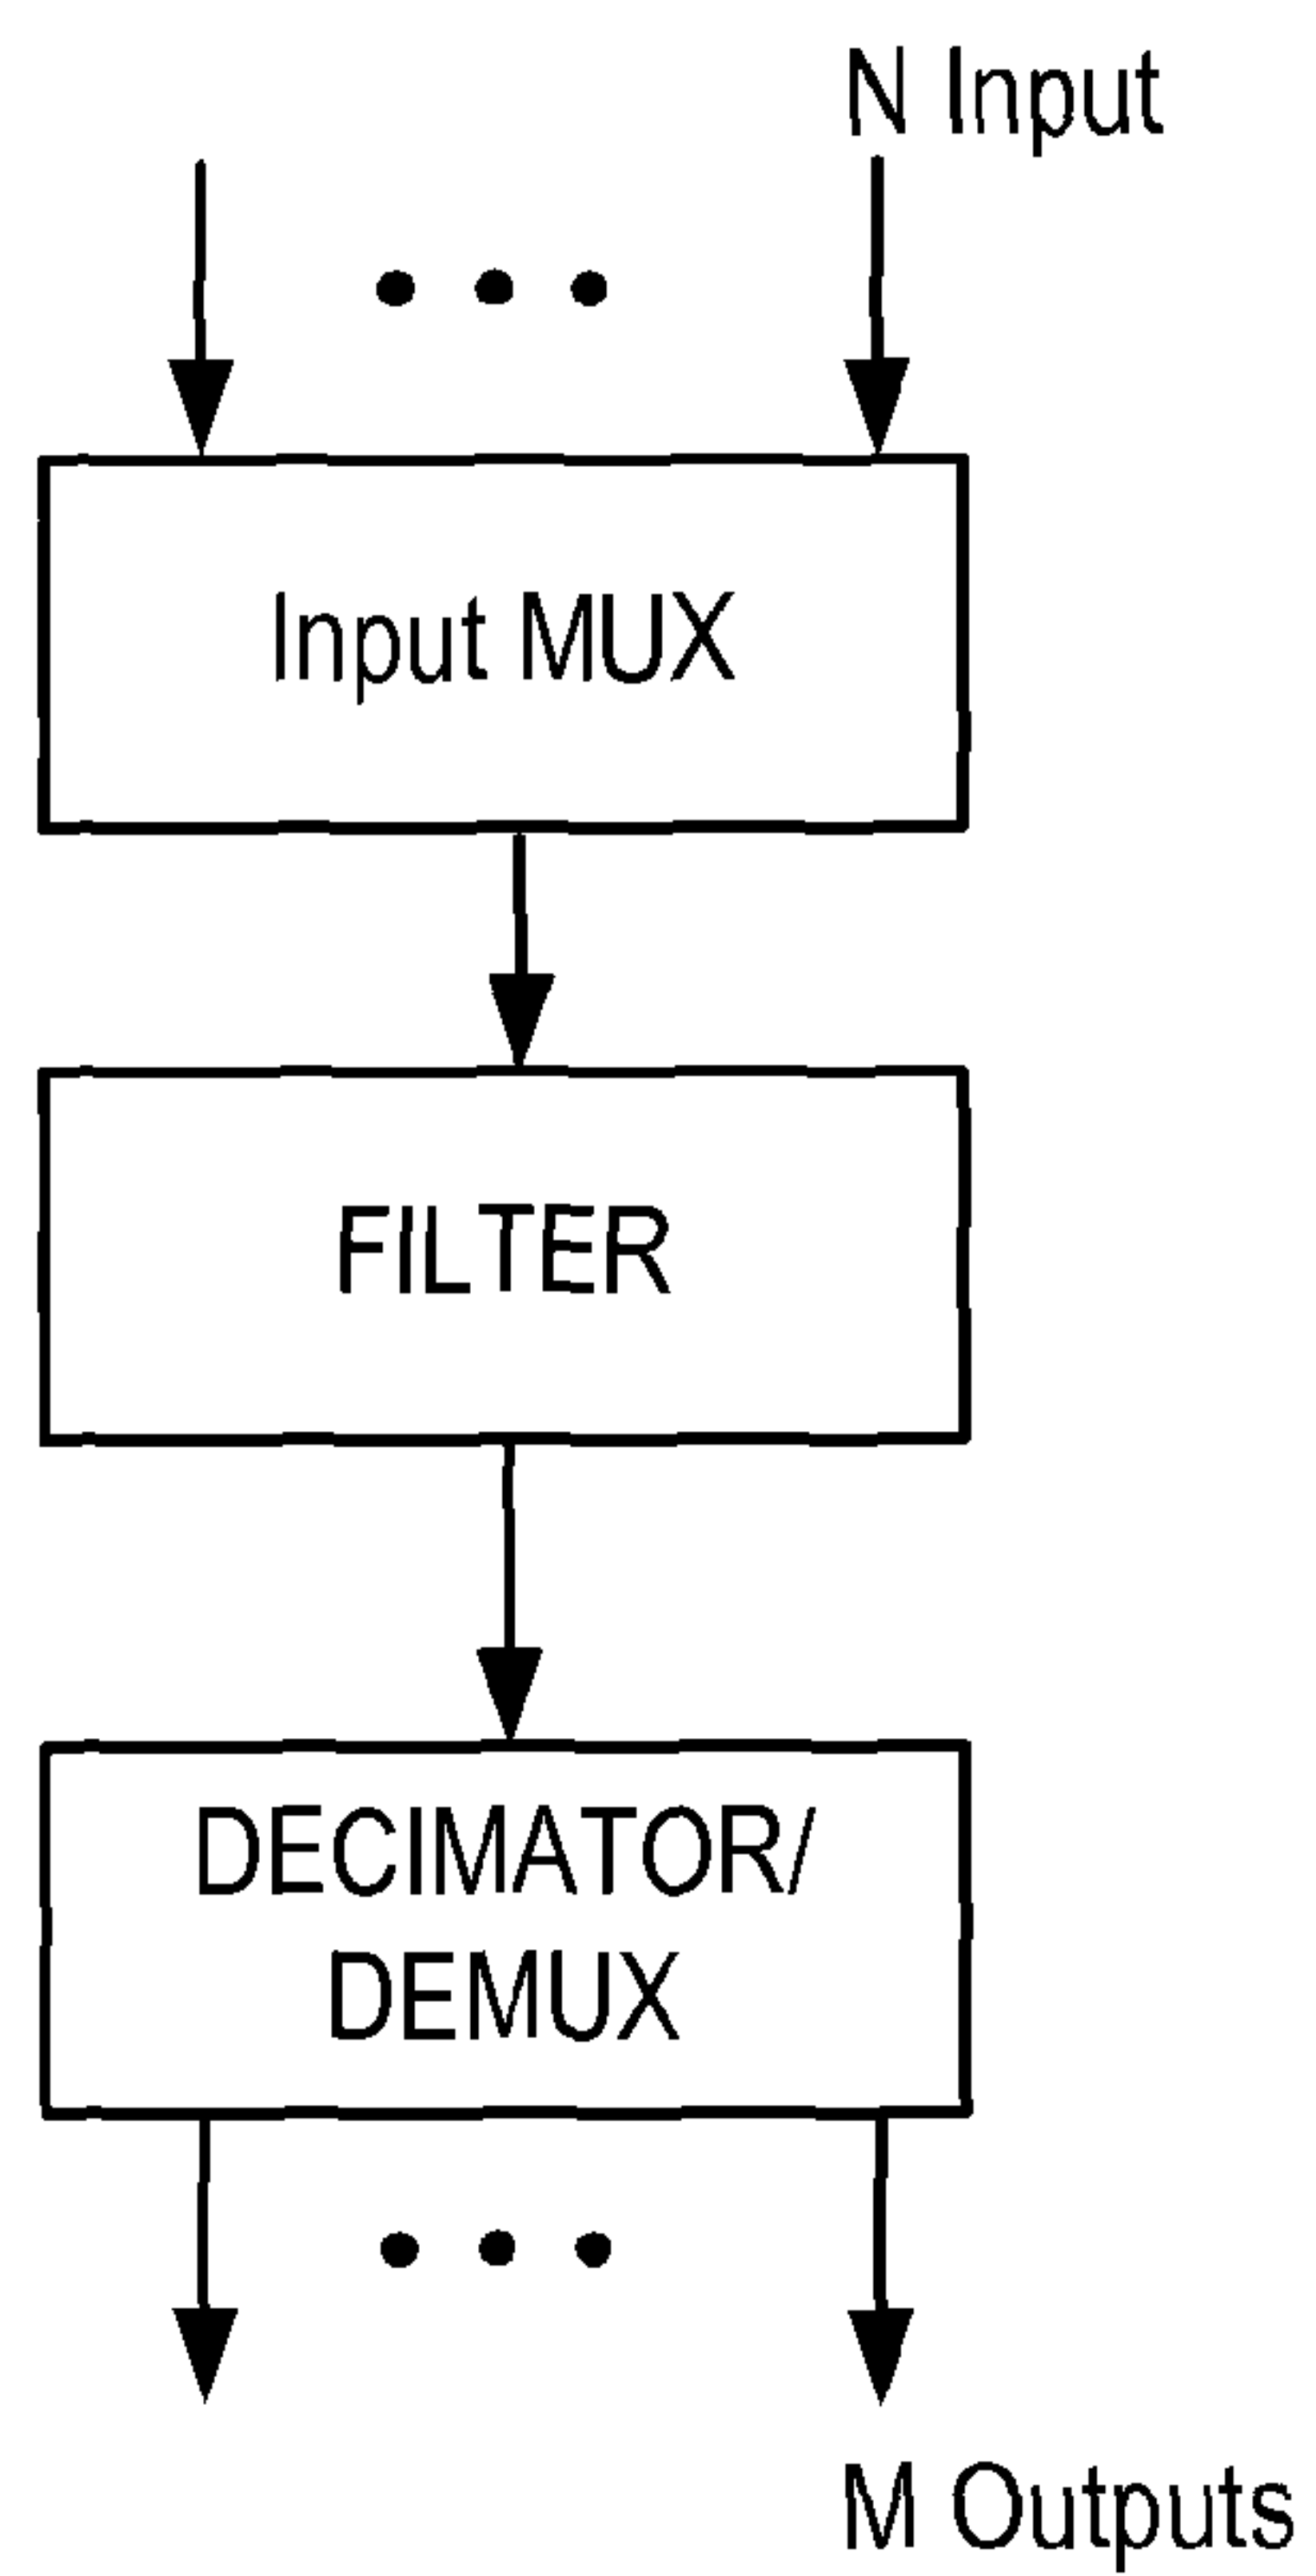 N Input
Input MUX
FILTER
DECIMATOR/
DEMUX
M Outputs